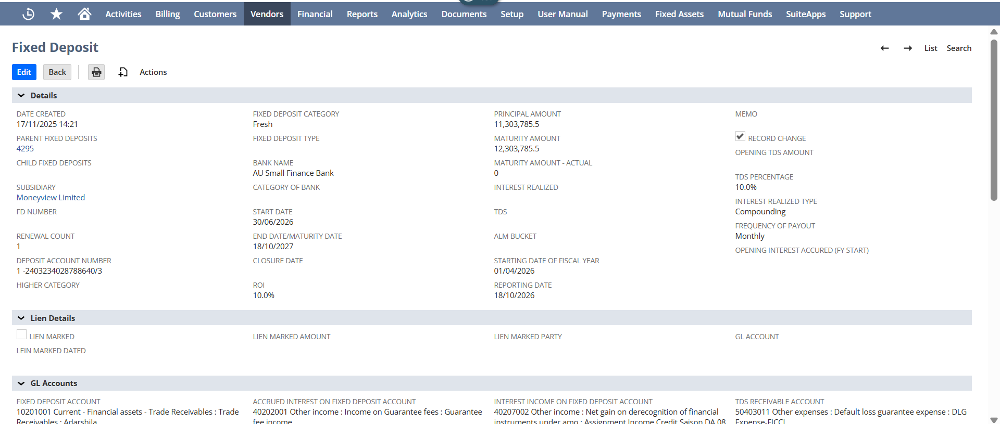 Activities Billing Customers Vendors Financial Reports Analytics Documents Setup User Manual Payments Fixed Assets Mutual Funds SuiteApps Support
Fixed Deposit
List Search
Edit Back Actions
Details
DATE CREATED
17/11/2025 14:21
PARENT FIXED DEPOSITS
4295
CHILD FIXED DEPOSITS
SUBSIDIARY
Moneyview Limited
FD NUMBER
RENEWAL COUNT
1
DEPOSIT ACCOUNT NUMBER
1 -2403234028788640/3
HIGHER CATEGORY
FIXED DEPOSIT CATEGORY
Fresh
FIXED DEPOSIT TYPE
BANK NAME
AU Small Finance Bank
CATEGORY OF BANK
START DATE
30/06/2026
END DATE/MATURITY DATE
18/10/2027
CLOSURE DATE
ROI
10.0%
PRINCIPAL AMOUNT
11,303,785.5
MATURITY AMOUNT
12,303,785.5
MATURITY AMOUNT - ACTUAL
0
INTEREST REALIZED
TDS
ALM BUCKET
STARTING DATE OF FISCAL YEAR
01/04/2026
REPORTING DATE
18/10/2026
MEMO
RECORD CHANGE
OPENING TDS AMOUNT
TDS PERCENTAGE
10.0%
INTEREST REALIZED TYPE
Compounding
FREQUENCY OF PAYOUT
Monthly
OPENING INTEREST ACCURED (FY START)
Lien Details
LIEN MARKED
LEIN MARKED DATED
LIEN MARKED AMOUNT
LIEN MARKED PARTY
GL ACCOUNT
GL Accounts
FIXED DEPOSIT ACCOUNT
10201001 Current - Financial assets - Trade Receivables : Trade
Receivables : Adarshila
ACCRUED INTEREST ON FIXED DEPOSIT ACCOUNT
40202001 Other income : Income on Guarantee fees : Guarantee
fee income
INTEREST INCOME ON FIXED DEPOSIT ACCOUNT
40207002 Other income : Net gain on derecognition of financial
instruments under amo : Assignment Income Credit Saison DA 08
TDS RECEIVABLE ACCOUNT
50403011 Other expenses : Default loss guarantee expense : DLG
Expense-FICCL